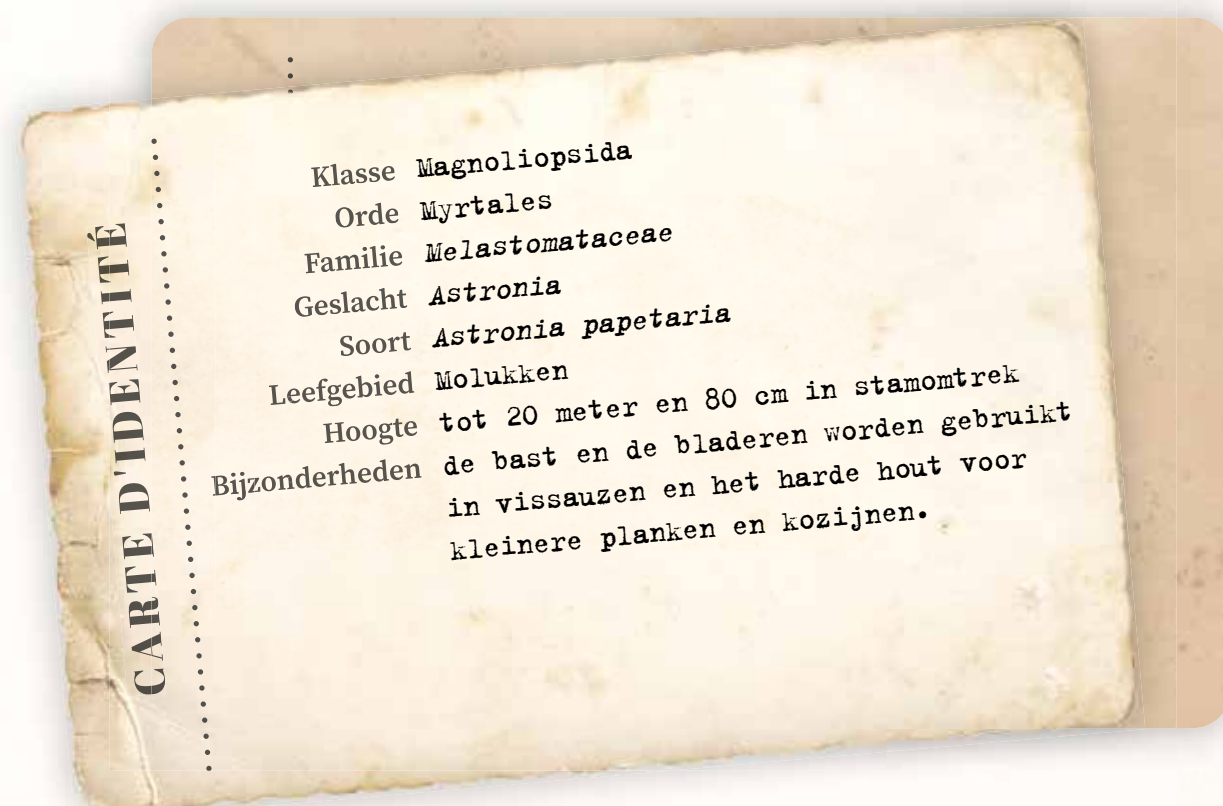 CARTE D'IDENTITÉ
Klasse Magnoliopsida
Orde Myrtales
Familie Melastomataceae
Geslacht Astronia
Soort Astronia papetaria
Leefgebied Molukken
Hoogte tot 20 meter en 80 cm in stamomtrek
Bijzonderheden de bast en de bladeren worden gebruikt
in vissauzen en het harde hout voor
kleinere planken en kozijnen.